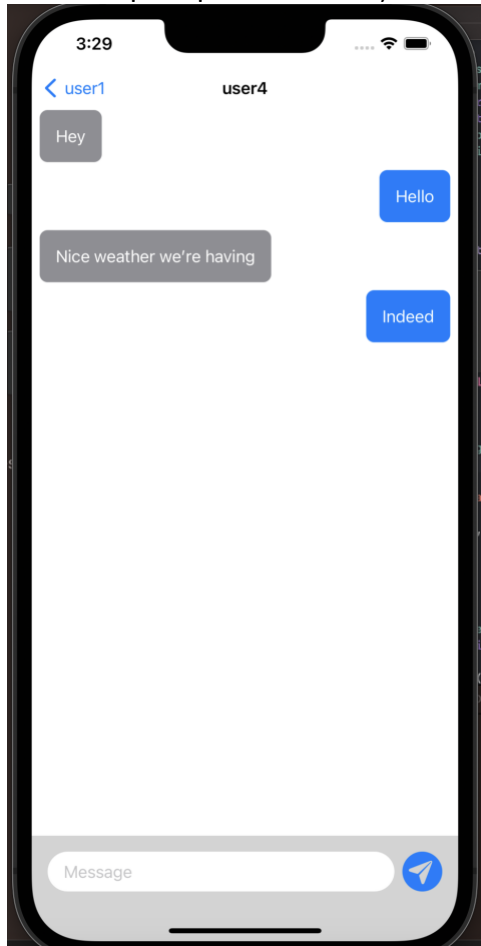 3:29
user1
user4
Hey
Hello
Nice weather we’re having
Indeed
Message